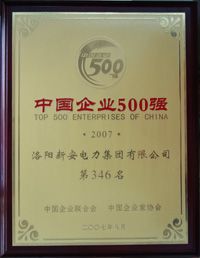 500
中国企业500强
TOP 500 ENTERPRISES OF CHINA
·2007·
洛阳新安电力集团有限公司
第346名
中国企业联合会 中国企业家协会
二〇〇七年八月